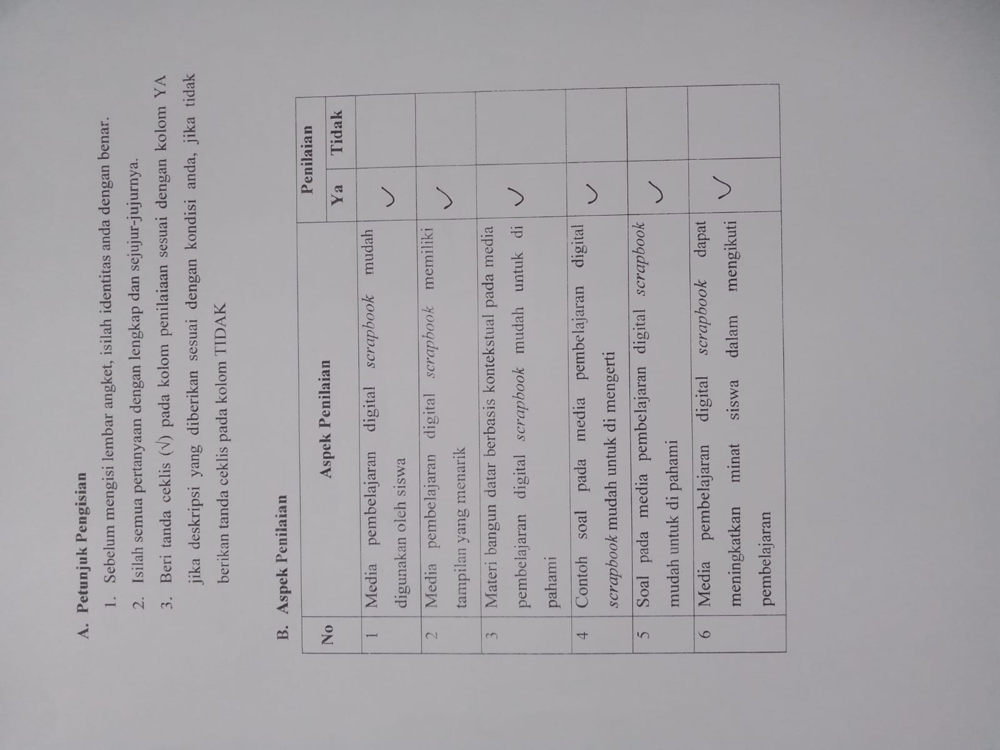 A. Petunjuk Pengisian
1. Sebelum mengisi lembar angket, isilah identitas anda dengan benar.
2. Isilah semua pertanyaan dengan lengkap dan sejujur-jujurnya.
3. Beri tanda ceklis (√) pada kolom penilaiaan sesuai dengan kolom YA
jika deskripsi yang diberikan sesuai dengan kondisi anda, jika tidak
berikan tanda ceklis pada kolom TIDAK
B. Aspek Penilaian
No Aspek Penilaian Penilaian
Ya Tidak
1 Media pembelajaran digital scrapbook mudah ✓
digunakan oleh siswa
2 Media pembelajaran digital scrapbook memiliki ✓
tampilan yang menarik
3 Materi bangun datar berbasis kontekstual pada media
pembelajaran digital scrapbook mudah untuk di ✓
pahami
4 Contoh soal pada media pembelajaran digital ✓
scrapbook mudah untuk di mengerti
5 Soal pada media pembelajaran digital scrapbook ✓
mudah untuk di pahami
6 Media pembelajaran digital scrapbook dapat
meningkatkan minat siswa dalam mengikuti ✓
pembelajaran